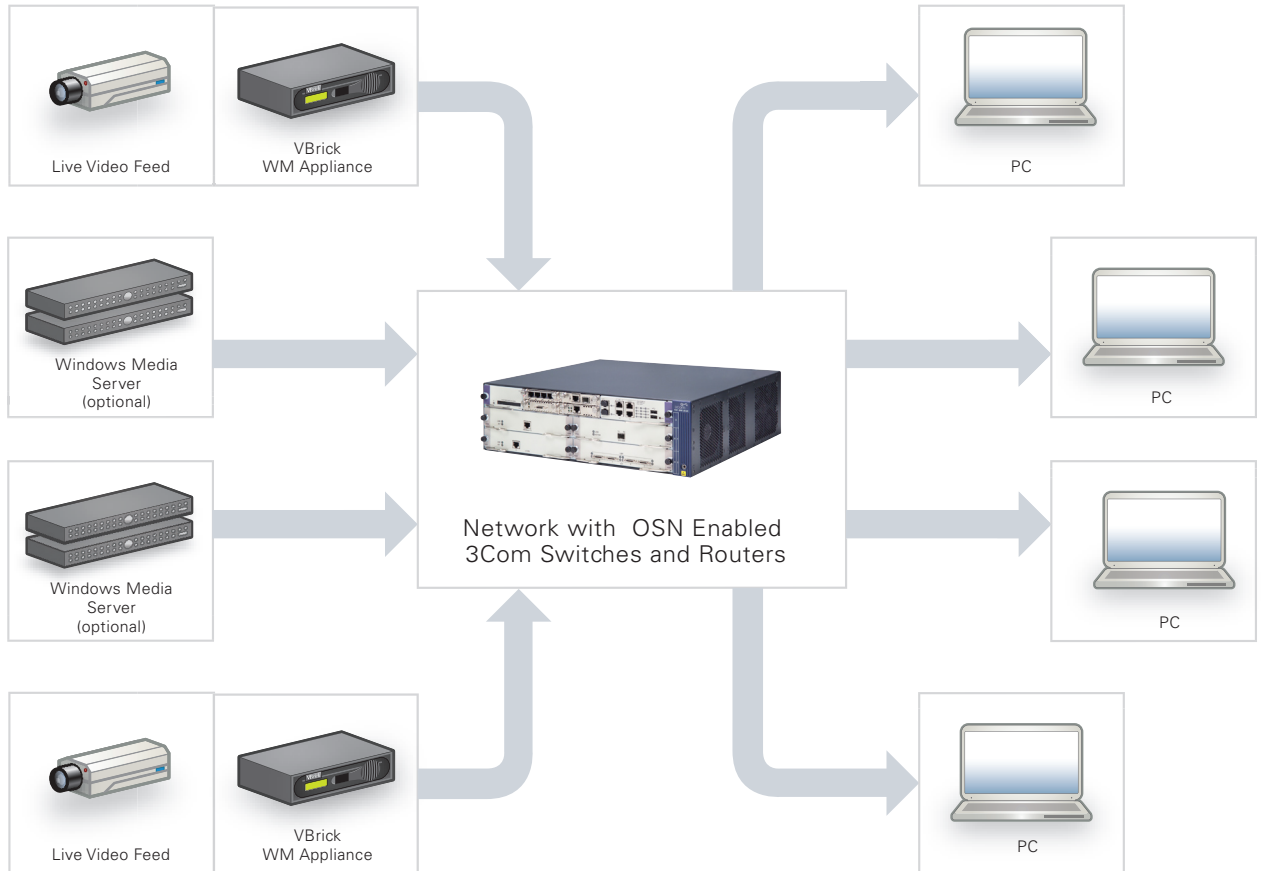 Live Video Feed
VBrick
WM Appliance
PC
Windows Media
Server
(optional)
PC
Network with OSN Enabled
3Com Switches and Routers
Windows Media
Server
(optional)
PC
Live Video Feed
VBrick
WM Appliance
PC